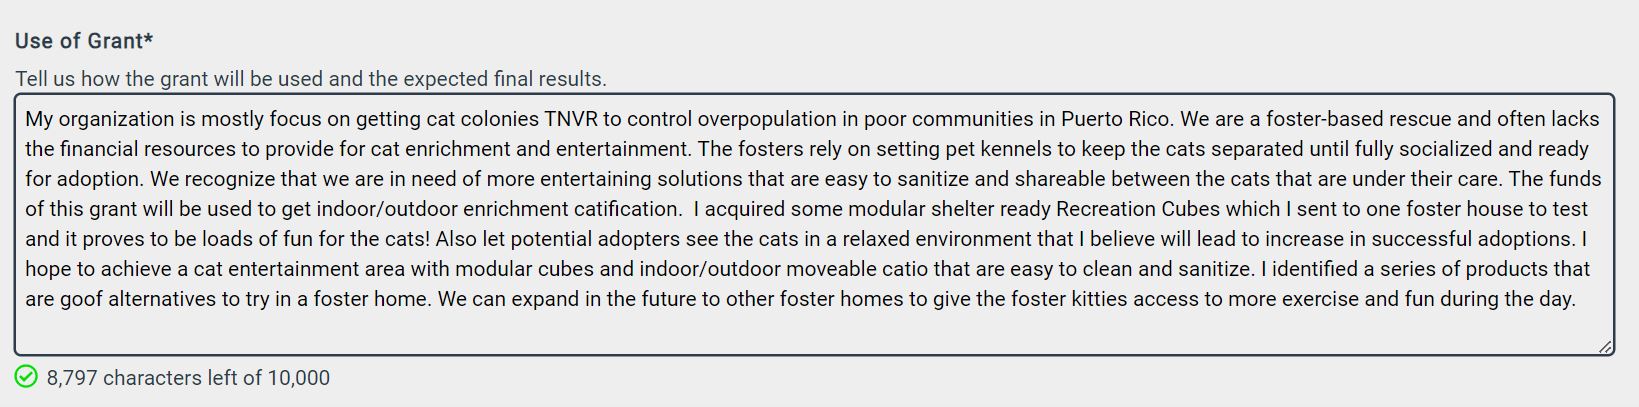 Use of Grant*
Tell us how the grant will be used and the expected final results.
My organization is mostly focus on getting cat colonies TNVR to control overpopulation in poor communities in Puerto Rico. We are a foster-based rescue and often lacks
the financial resources to provide for cat enrichment and entertainment. The fosters rely on setting pet kennels to keep the cats separated until fully socialized and ready
for adoption. We recognize that we are in need of more entertaining solutions that are easy to sanitize and shareable between the cats that are under their care. The funds
of this grant will be used to get indoor/outdoor enrichment catification.  I acquired some modular shelter ready Recreation Cubes which I sent to one foster house to test
and it proves to be loads of fun for the cats! Also let potential adopters see the cats in a relaxed environment that I believe will lead to increase in successful adoptions. I
hope to achieve a cat entertainment area with modular cubes and indoor/outdoor moveable catio that are easy to clean and sanitize. I identified a series of products that
are goof alternatives to try in a foster home. We can expand in the future to other foster homes to give the foster kitties access to more exercise and fun during the day.
8,797 characters left of 10,000